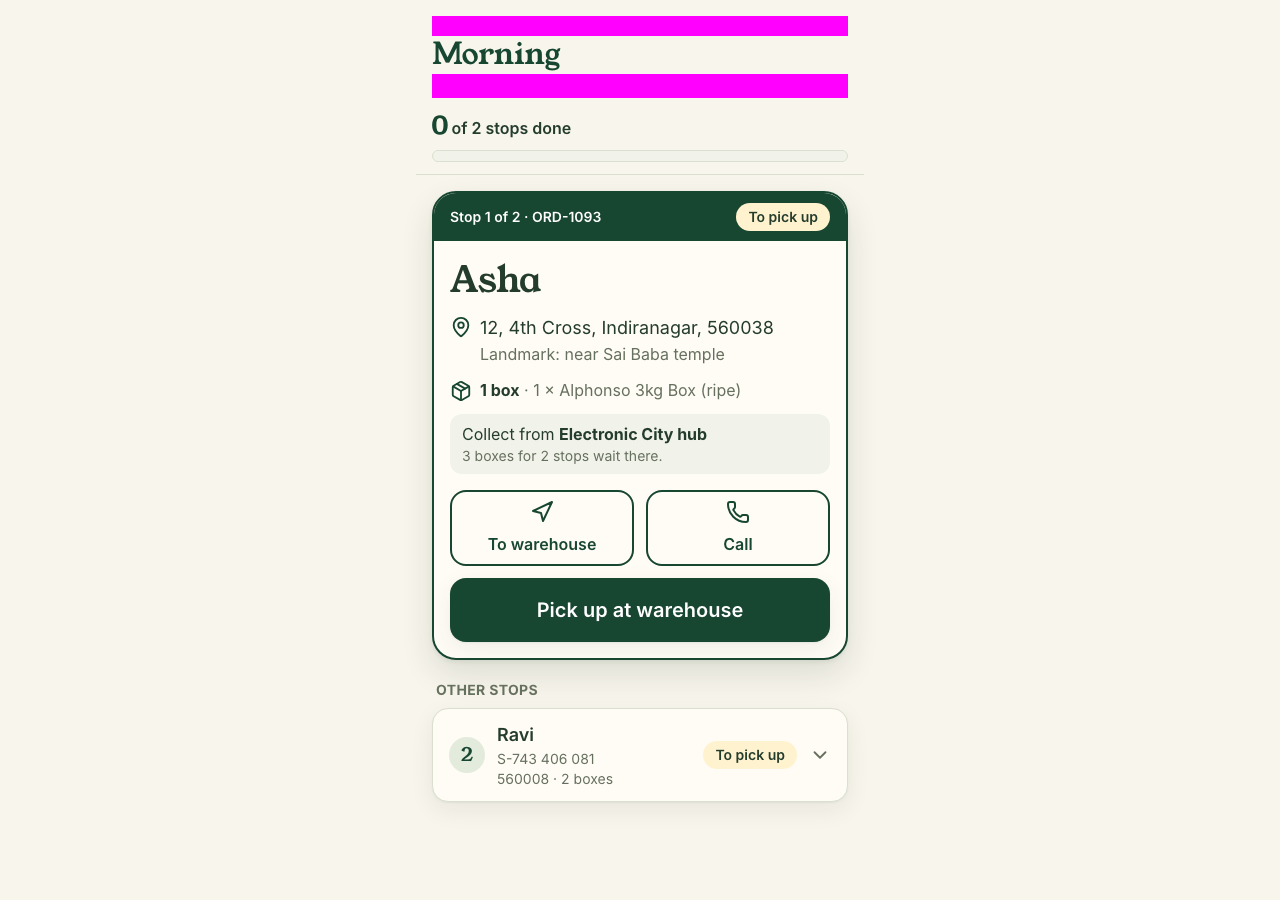 Morning
0 of 2 stops done
Stop 1 of 2 · ORD-1093
To pick up
Asha
12, 4th Cross, Indiranagar, 560038
Landmark: near Sai Baba temple
1 box · 1 × Alphonso 3kg Box (ripe)
Collect from Electronic City hub
3 boxes for 2 stops wait there.
To warehouse
Call
Pick up at warehouse
OTHER STOPS
2
Ravi
S-743 406 081
560008 · 2 boxes
To pick up